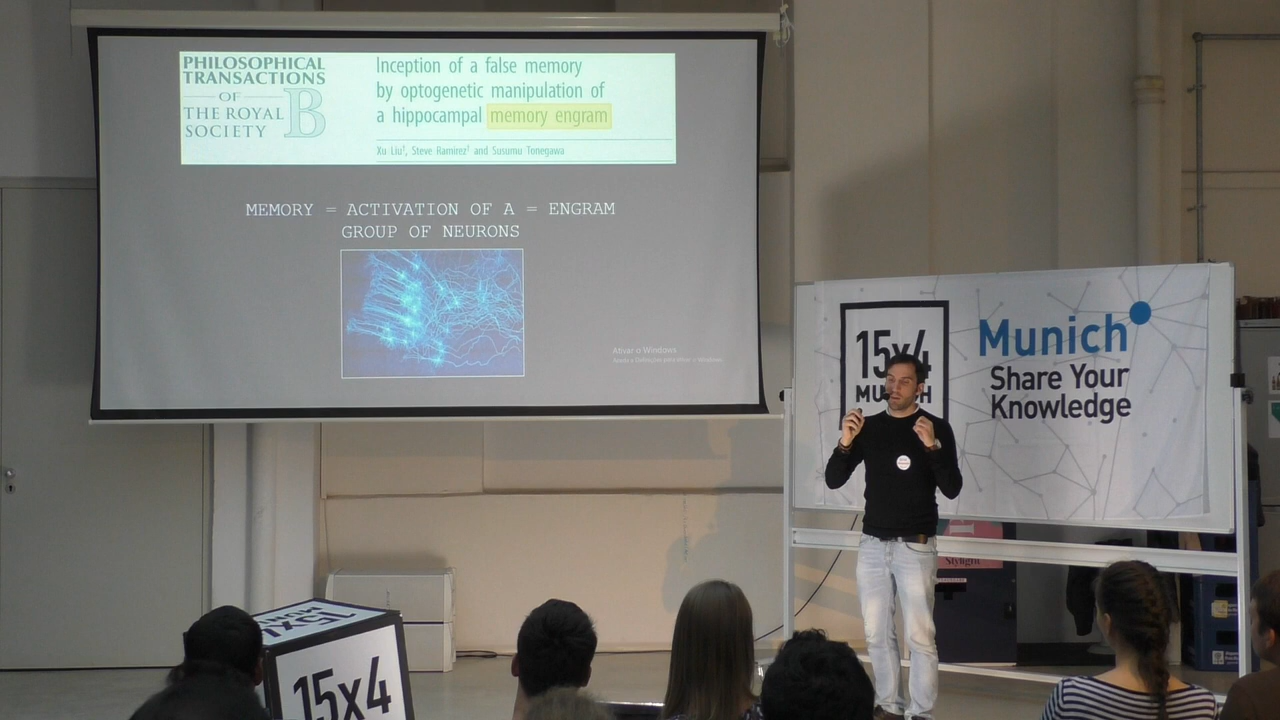 PHILOSOPHICAL
TRANSACTIONS
OF
THE ROYAL
SOCIETY
B
Inception of a false memory
by optogenetic manipulation of
a hippocampal memory engram
Xu Liu†, Steve Ramirez† and Susumu Tonegawa
MEMORY = ACTIVATION OF A = ENGRAM
GROUP OF NEURONS
Ativar o Windows
15x4
MUNICH
Munich
Share Your
Knowledge
Stylight
15x4
MUNI
15x4